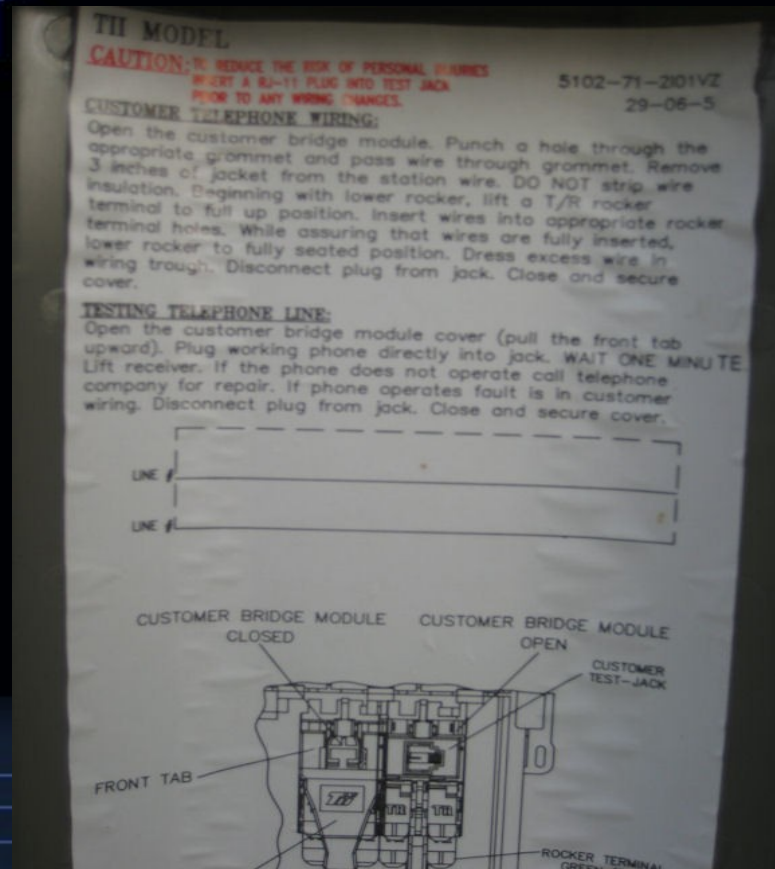 TII MODEL
CAUTION: TO REDUCE THE RISK OF PERSONAL INJURIES
INSERT A RJ-11 PLUG INTO TEST JACK
PRIOR TO ANY WIRING CHANGES.
5102-71-2I01VZ
29-06-5
CUSTOMER TELEPHONE WIRING:
Open the customer bridge module. Punch a hole through the
appropriate grommet and pass wire through grommet. Remove
3 inches of jacket from the station wire. DO NOT strip wire
insulation. Beginning with lower rocker, lift a T/R rocker
terminal to full up position. Insert wires into appropriate rocker
terminal holes. While assuring that wires are fully inserted,
lower rocker to fully seated position. Dress excess wire in
wiring trough. Disconnect plug from jack. Close and secure
cover.
TESTING TELEPHONE LINE:
Open the customer bridge module cover (pull the front tab
upward). Plug working phone directly into jack. WAIT ONE MINUTE
Lift receiver. If the phone does not operate call telephone
company for repair. If phone operates fault is in customer
wiring. Disconnect plug from jack. Close and secure cover.
LINE #
LINE #
CUSTOMER BRIDGE MODULE
CLOSED
CUSTOMER BRIDGE MODULE
OPEN
CUSTOMER
TEST-JACK
FRONT TAB
Tii
TII
TII
ROCKER TERMINAL